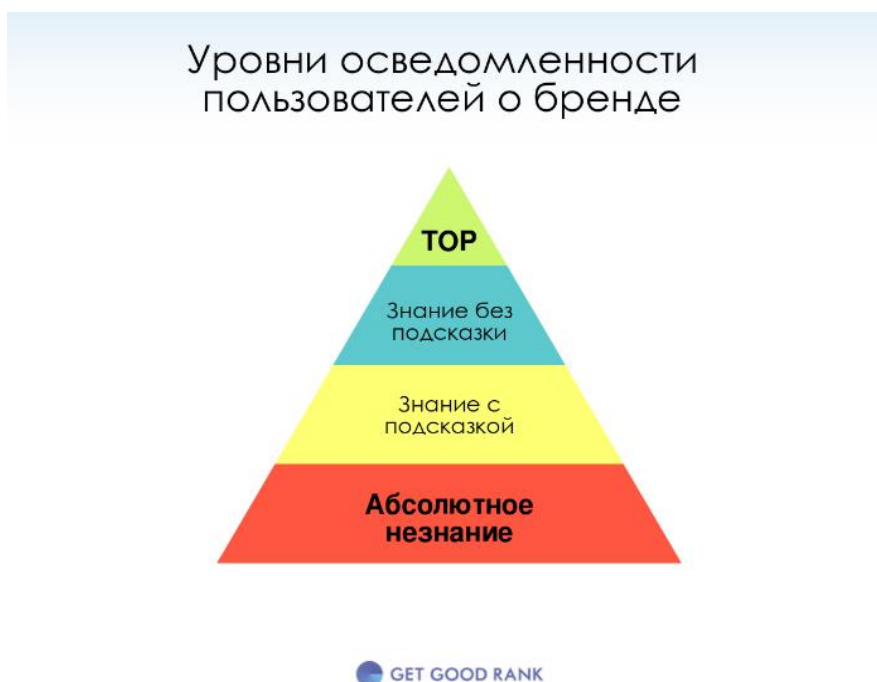 Уровни осведомленности
пользователей о бренде
TOP
Знание без
подсказки
Знание с
подсказкой
Абсолютное
незнание
GET GOOD RANK